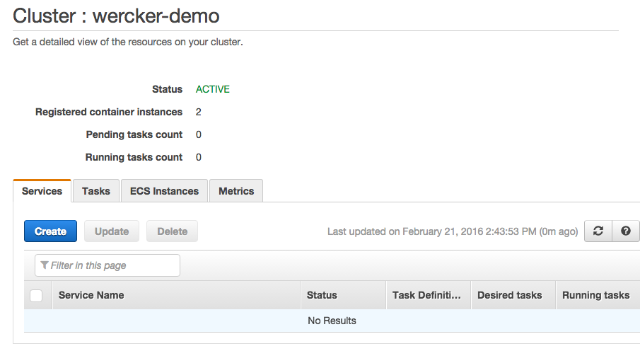 Cluster : wercker-demo
Get a detailed view of the resources on your cluster.
Status ACTIVE
Registered container instances 2
Pending tasks count 0
Running tasks count 0
Services Tasks ECS Instances Metrics
Create Update Delete Last updated on February 21, 2016 2:43:53 PM (0m ago) ?
Filter in this page
Service Name Status Task Definiti... Desired tasks Running tasks
No Results